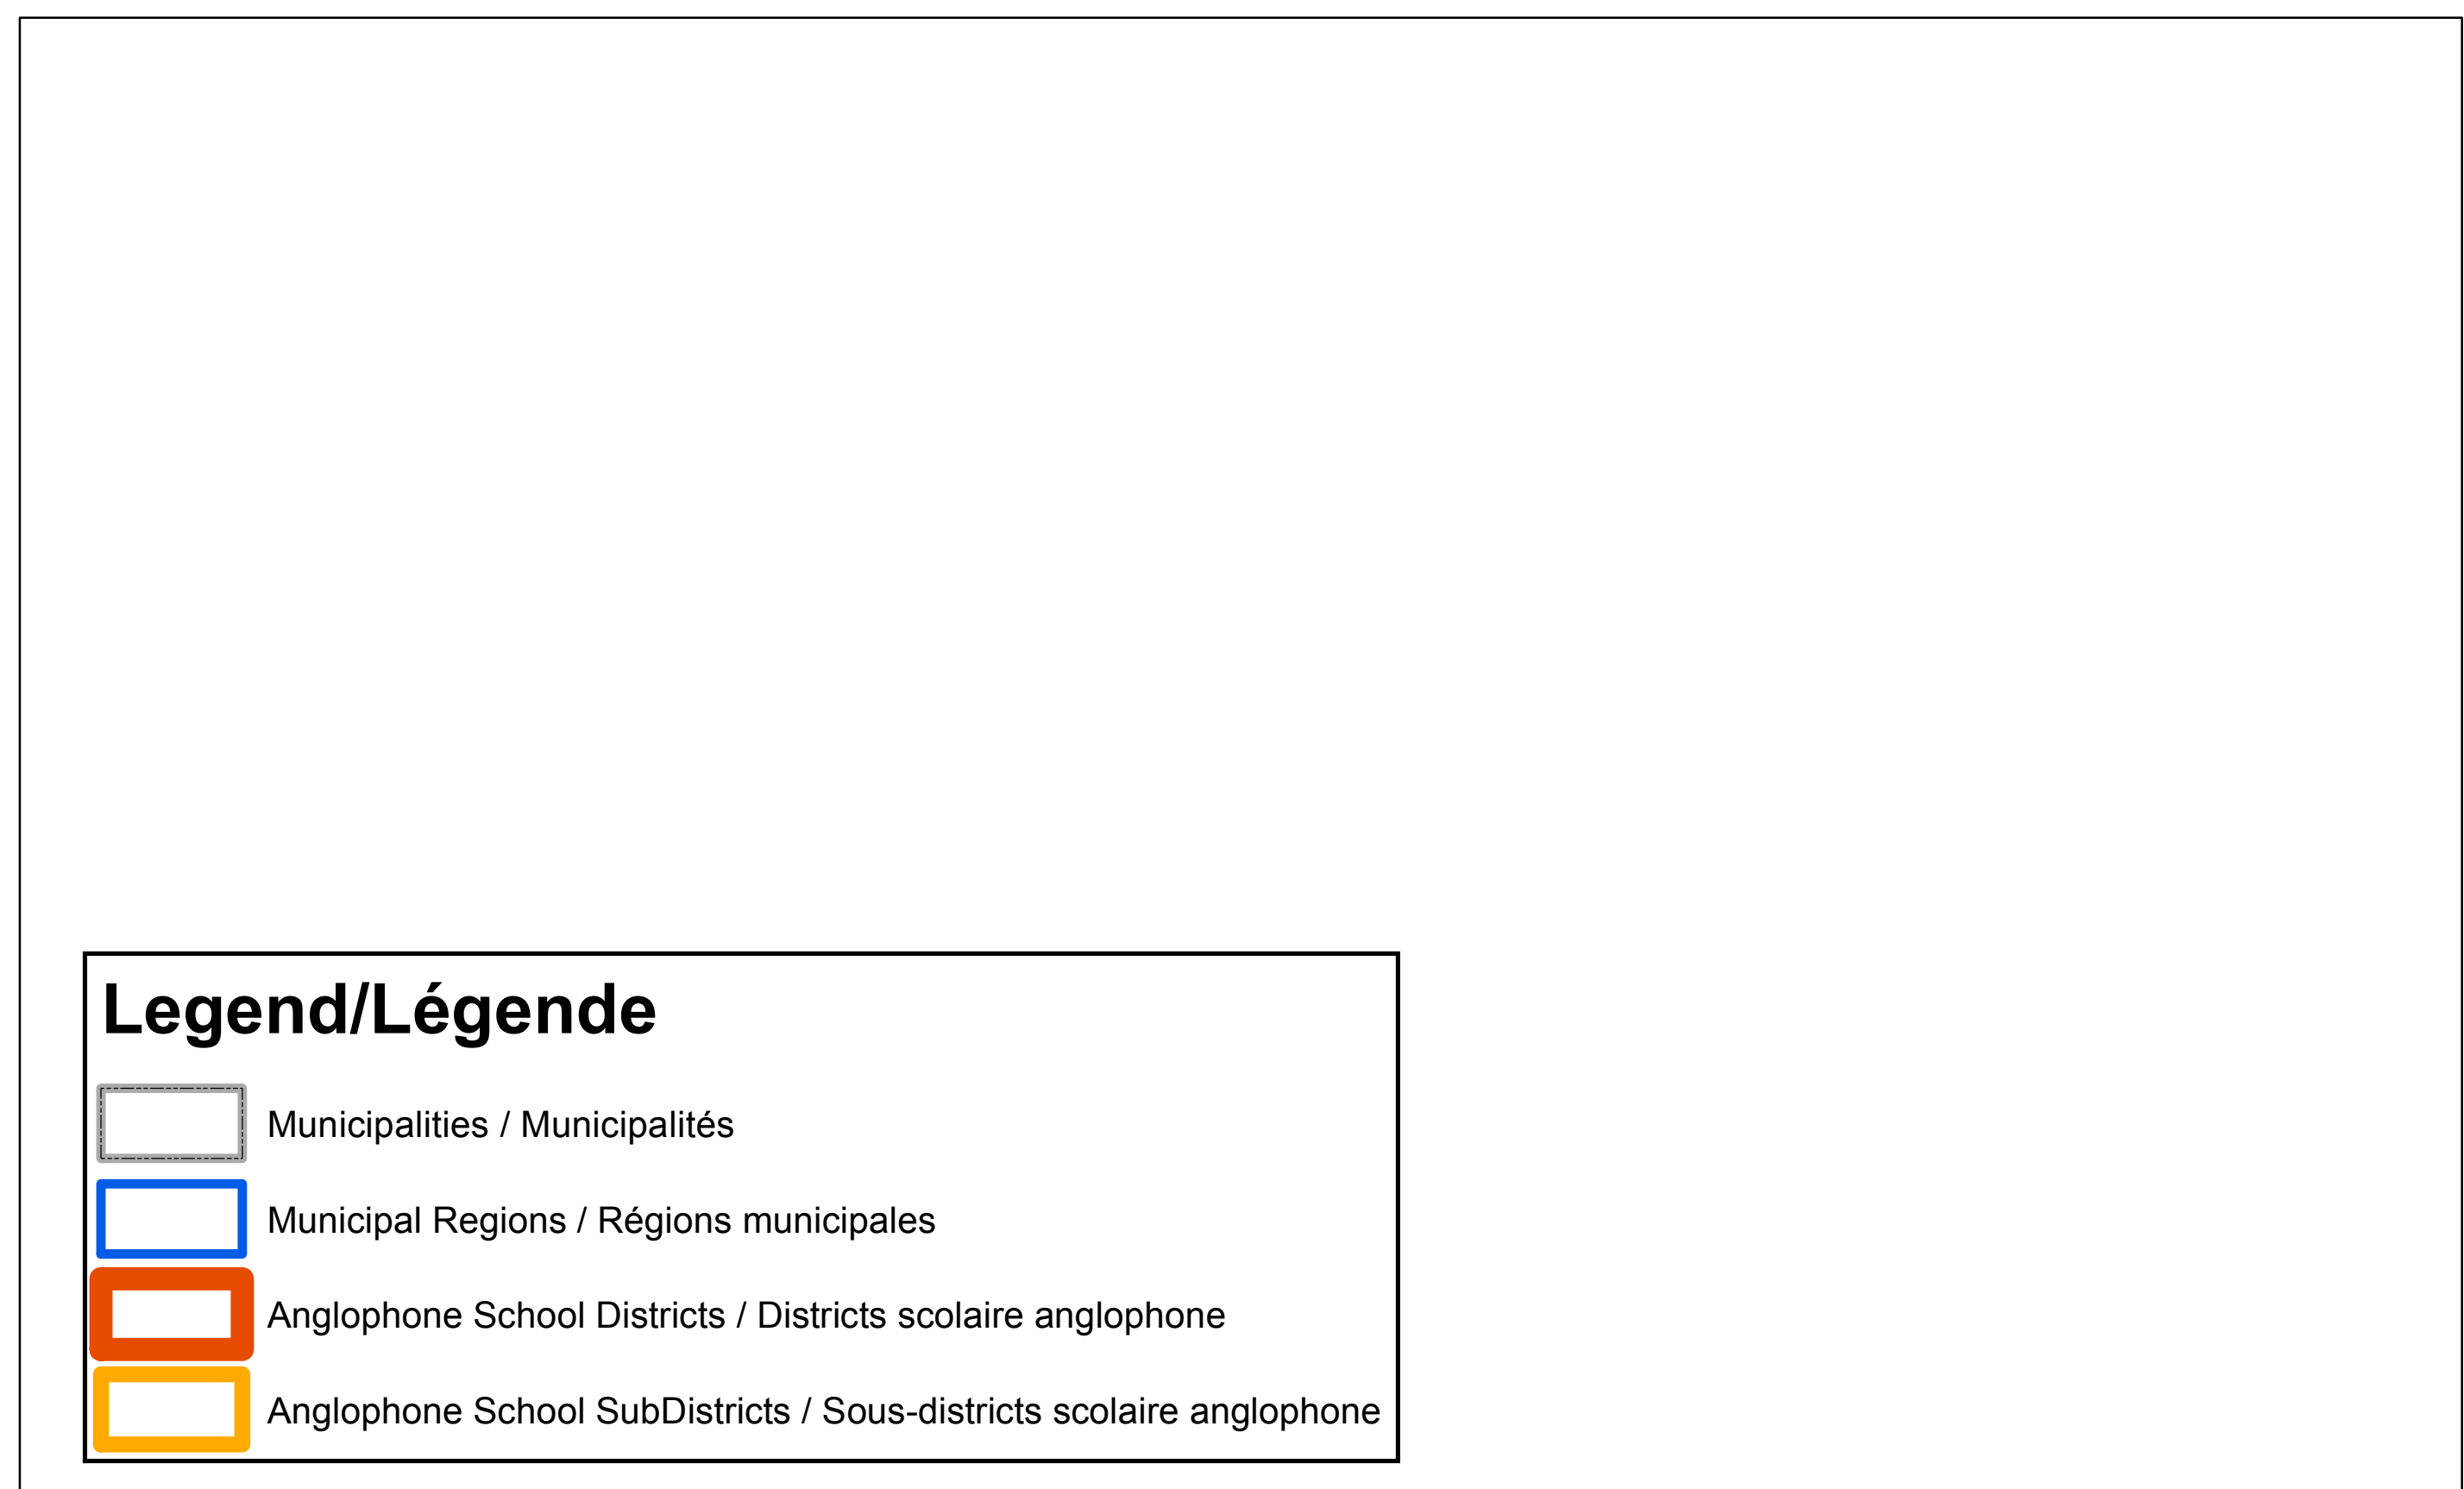 Legend/Légende
Municipalities / Municipalités
Municipal Regions / Régions municipales
Anglophone School Districts / Districts scolaire anglophone
Anglophone School SubDistricts / Sous-districts scolaire anglophone